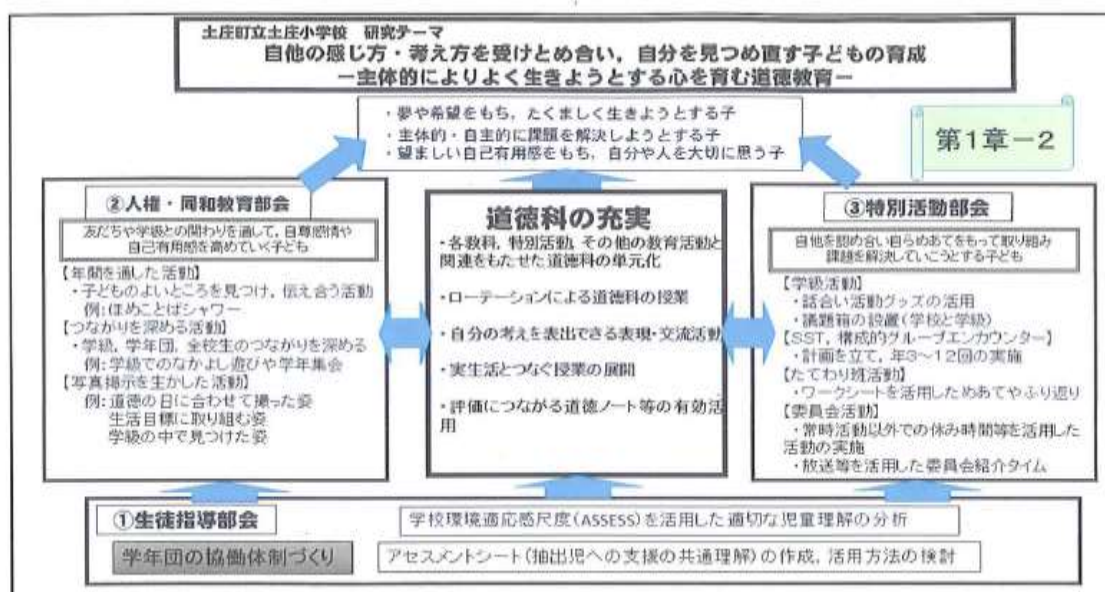 土庄町立土庄小学校　研究テーマ
自他の感じ方・考え方を受けとめ合い，自分を見つめ直す子どもの育成
－主体的によりよく生きようとする心を育む道徳教育－
・夢や希望をもち，たくましく生きようとする子
・主体的・自主的に課題を解決しようとする子
・望ましい自己有用感をもち，自分や人を大切に思う子
第1章－2
②人権・同和教育部会
友だちや学級との関わりを通して，自尊感情や
自己有用感を高めていく子ども
【年間を通した活動】
・子どものよいところを見つけ，伝え合う活動
例：ほめことばシャワー
【つながりを深める活動】
・学級，学年団，全校生のつながりを深める
例：学級でのなかよし遊びや学年集会
【写真掲示を生かした活動】
例：道徳の日に合わせて撮った姿
生活目標に取り組む姿
学級の中で見つけた姿
道徳科の充実
・各教科，特別活動，その他の教育活動と
関連をもたせた道徳科の単元化
・ローテーションによる道徳科の授業
・自分の考えを表出できる表現・交流活動
・実生活とつなぐ授業の展開
・評価につながる道徳ノート等の有効活
用
③特別活動部会
自他を認め合い自らめあてをもって取り組み
課題を解決していこうとする子ども
【学級活動】
・話合い活動グッズの活用
・議題箱の設置（学校と学級）
【SST，構成的グループエンカウンター】
・計画を立て，年3～12回の実施
【たてわり班活動】
・ワークシートを活用しためあてやふり返り
【委員会活動】
・常時活動以外での休み時間等を活用した
活動の実施
・放送等を活用した委員会紹介タイム
①生徒指導部会
学校環境適応感尺度（ASSESS）を活用した適切な児童理解の分析
学年団の協働体制づくり
アセスメントシート（抽出児への支援の共通理解）の作成，活用方法の検討